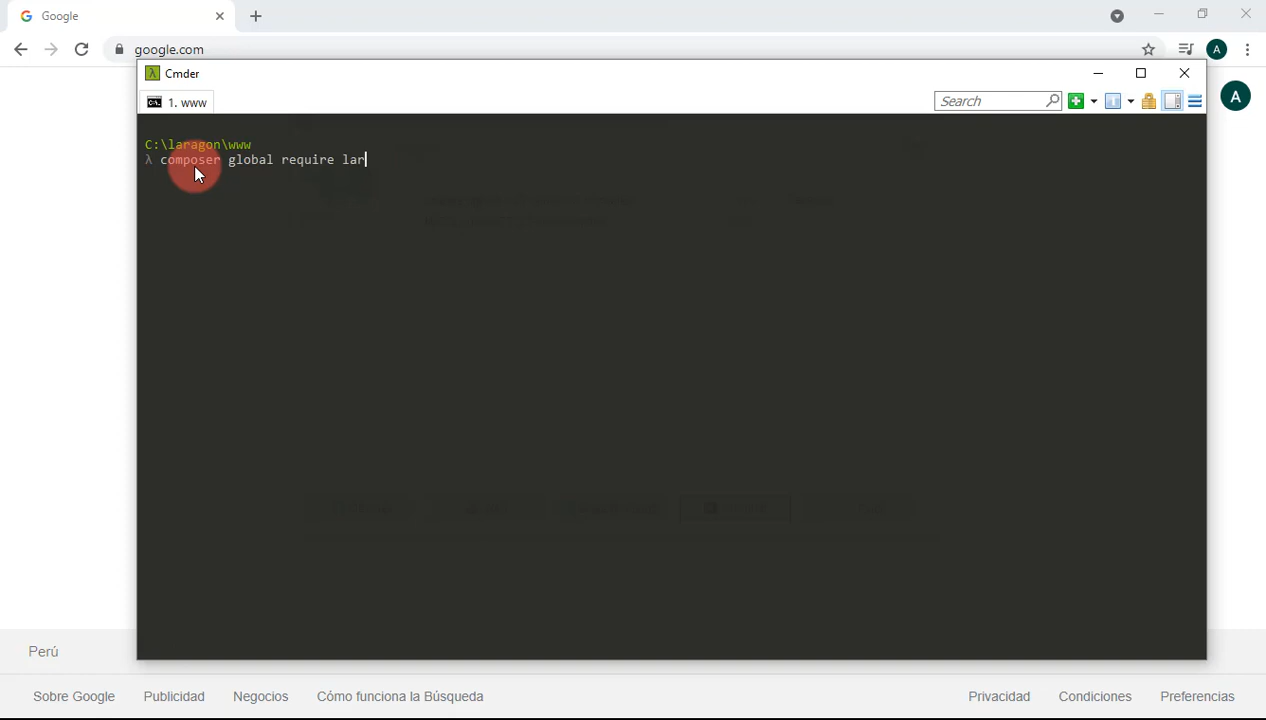 Google
google.com
A
Cmder
1. www
Search
A
C:\laragon\www
λ composer global require lar
Perú
Sobre Google Publicidad Negocios Cómo funciona la Búsqueda Privacidad Condiciones Preferencias